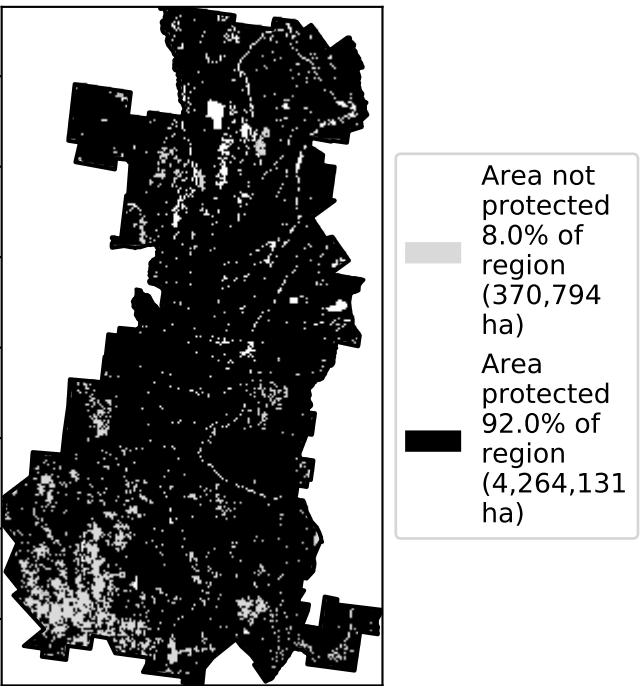 Area not
protected
8.0% of
region
(370,794
ha)
Area
protected
92.0% of
region
(4,264,131
ha)